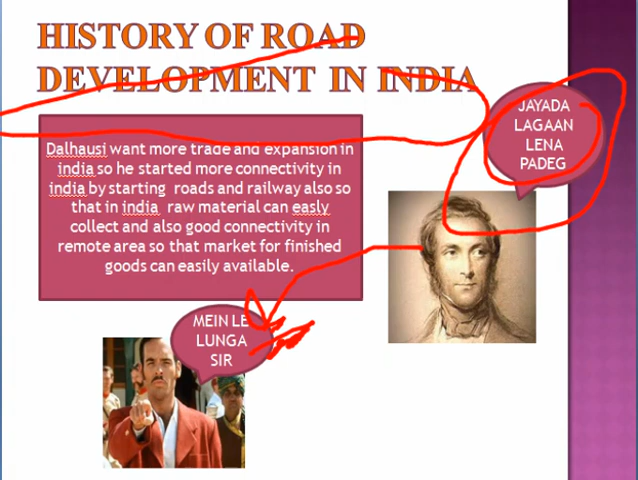 HISTORY OF ROAD
DEVELOPMENT IN INDIA
JAYADA
LAGAAN
LENA
PADEG
Dalhausi want more trade and expansion in
india so he started more connectivity in
india by starting roads and railway also so
that in india raw material can easly
collect and also good connectivity in
remote area so that market for finished
goods can easily available.
MEIN LE
LUNGA
SIR